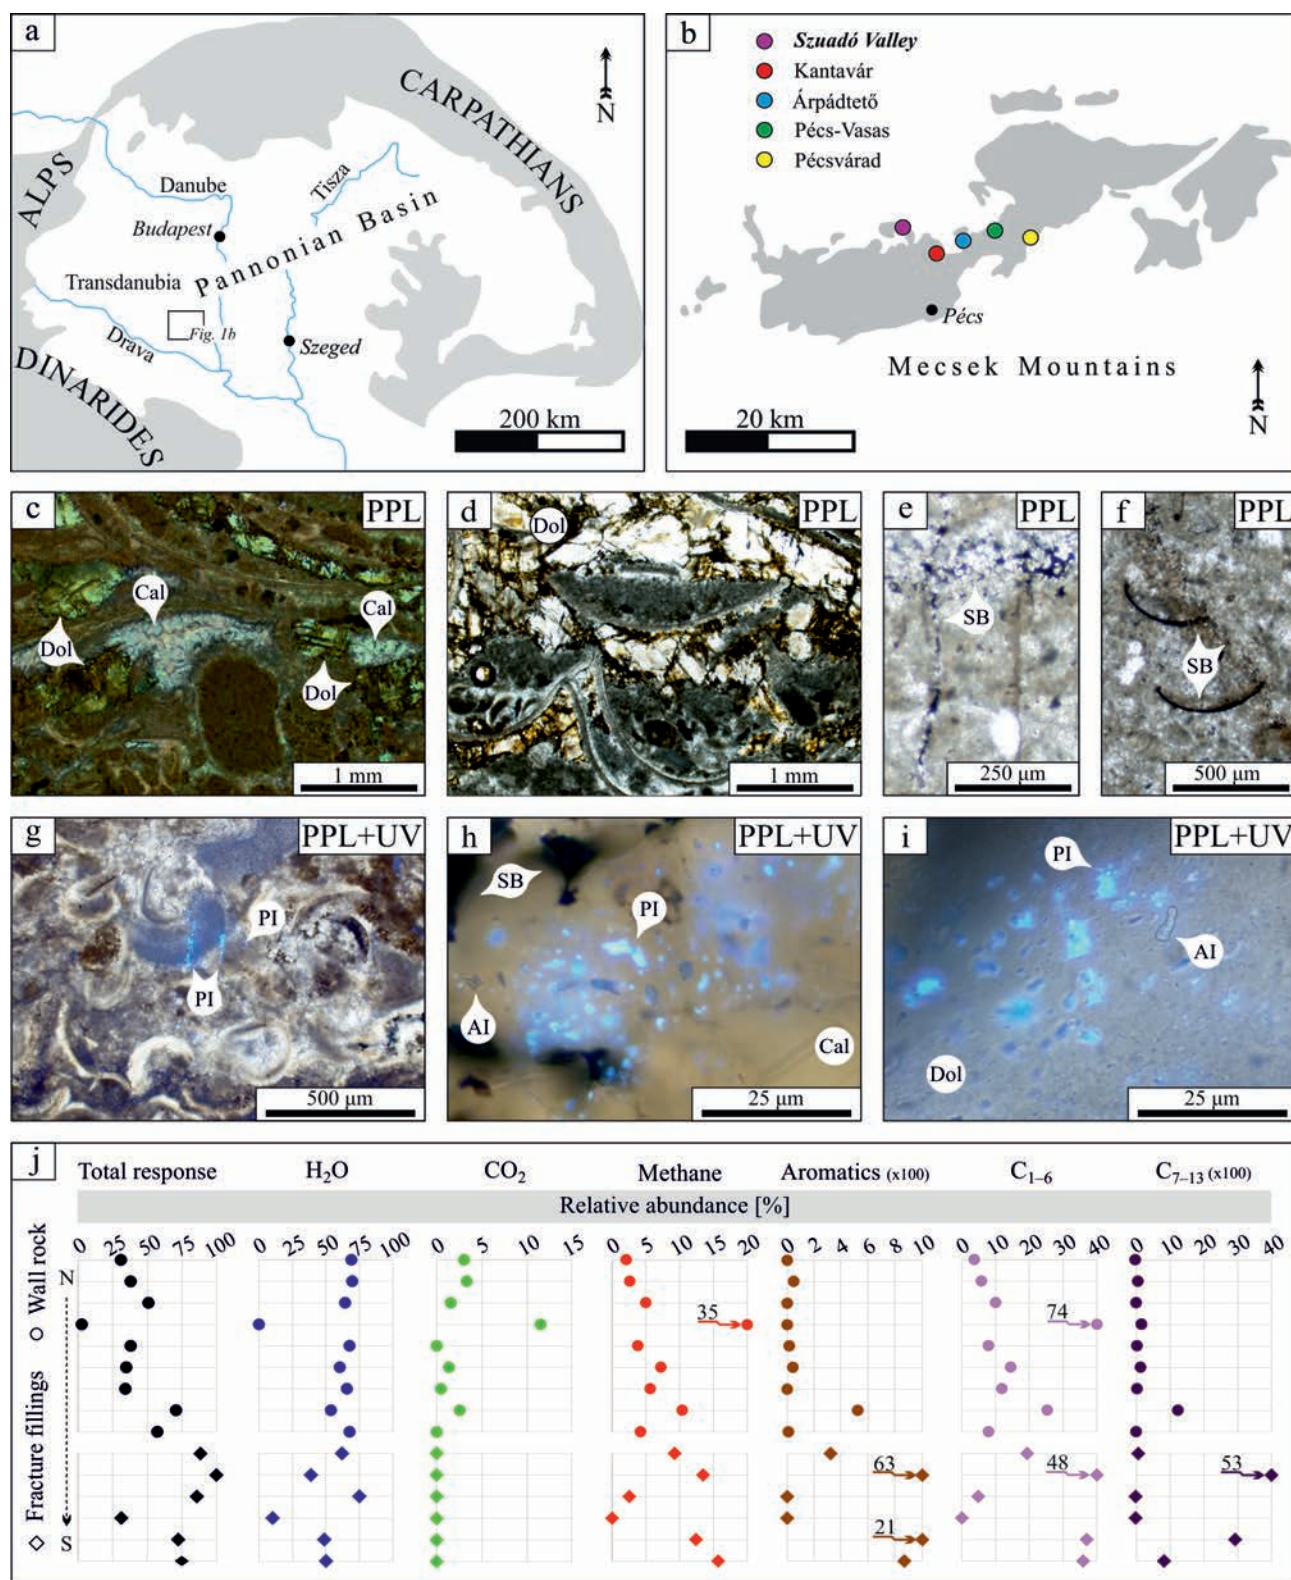 a
N
CARPATHIANS
ALPS
Danube
Tisza
Budapest
Pannonian Basin
Transdanubia
Fig. 1b
Drava
Szeged
DINARIDES
200 km
b
Szuadó Valley
Kantavár
Árpádtető
Pécs-Vasas
Pécsvárad
Pécs
Mecsek Mountains
20 km
N
c
PPL
Cal
Cal
Dol
Dol
1 mm
d
PPL
Dol
1 mm
e
PPL
SB
250 µm
f
PPL
SB
500 µm
g
PPL+UV
PI
PI
500 µm
h
PPL+UV
SB
PI
AI
Cal
25 µm
i
PPL+UV
PI
AI
Dol
25 µm
j
Total response H₂O CO₂ Methane Aromatics (x100) C₁₋₆ C₇₋₁₃ (x100)
Relative abundance [%]
0 25 50 75 100 0 25 50 75 100 0 5 10 15 0 5 10 15 20 0 2 4 6 8 10 0 10 20 30 40 0 10 20 30 40
Wall rock
N
35 74
Fracture fillings
63 48 53
21
S